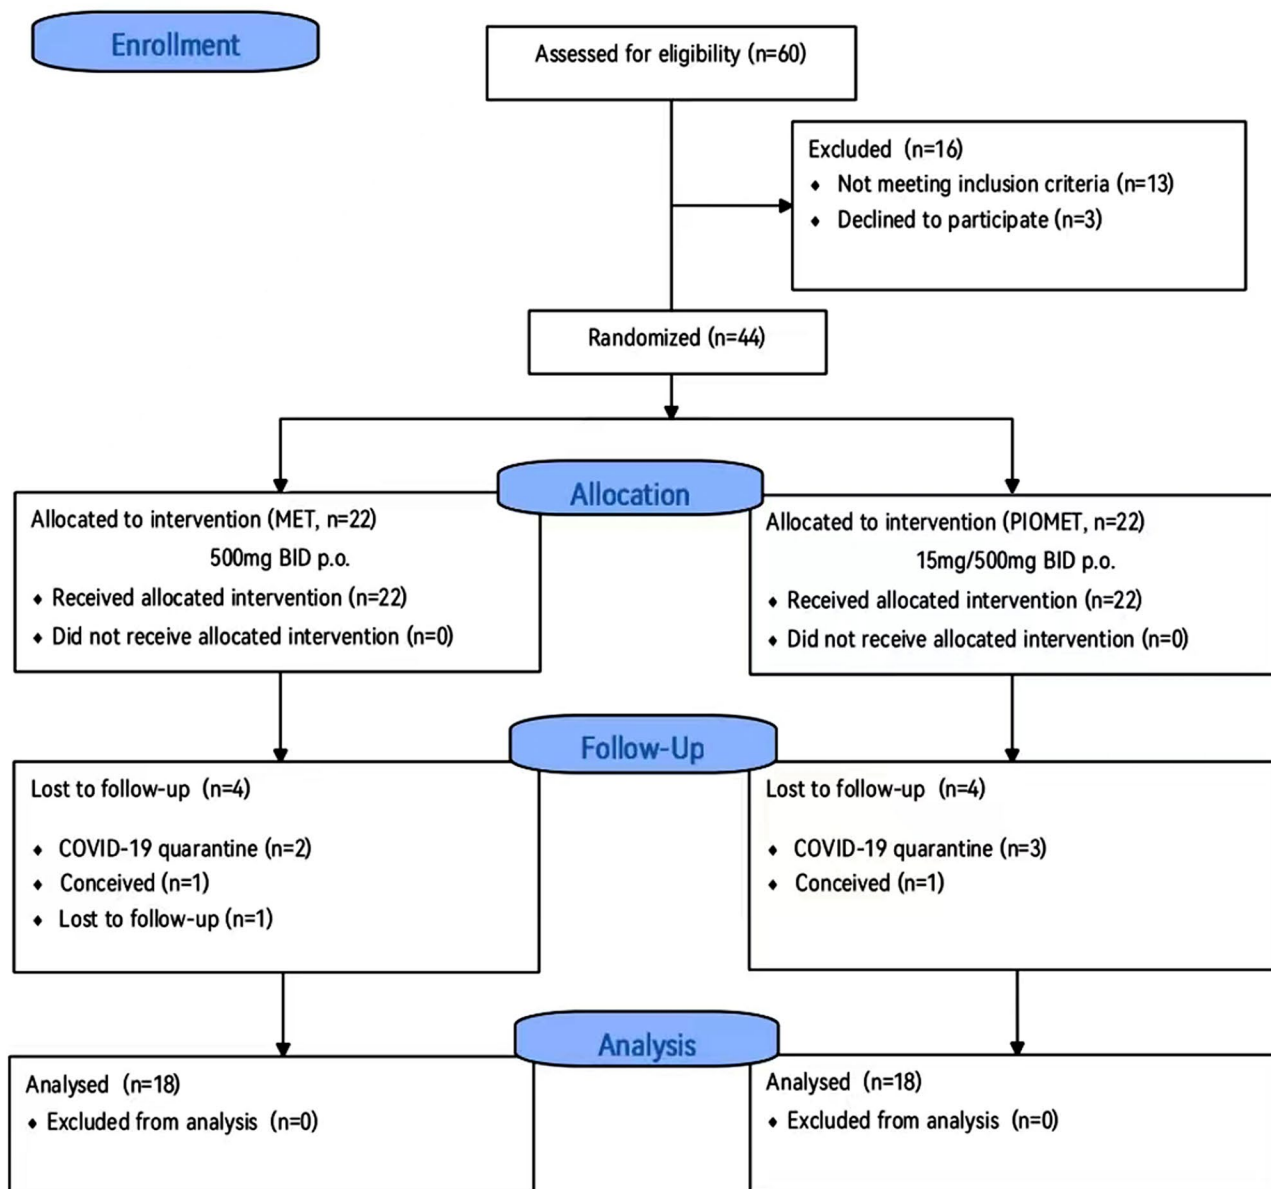 Enrollment
Assessed for eligibility (n=60)
Excluded (n=16)
♦ Not meeting inclusion criteria (n=13)
♦ Declined to participate (n=3)
Randomized (n=44)
Allocation
Allocated to intervention (MET, n=22)
500mg BID p.o.
♦ Received allocated intervention (n=22)
♦ Did not receive allocated intervention (n=0)
Allocated to intervention (PIOMET, n=22)
15mg/500mg BID p.o.
♦ Received allocated intervention (n=22)
♦ Did not receive allocated intervention (n=0)
Follow-Up
Lost to follow-up (n=4)
♦ COVID-19 quarantine (n=2)
♦ Conceived (n=1)
♦ Lost to follow-up (n=1)
Lost to follow-up (n=4)
♦ COVID-19 quarantine (n=3)
♦ Conceived (n=1)
Analysis
Analysed (n=18)
♦ Excluded from analysis (n=0)
Analysed (n=18)
♦ Excluded from analysis (n=0)